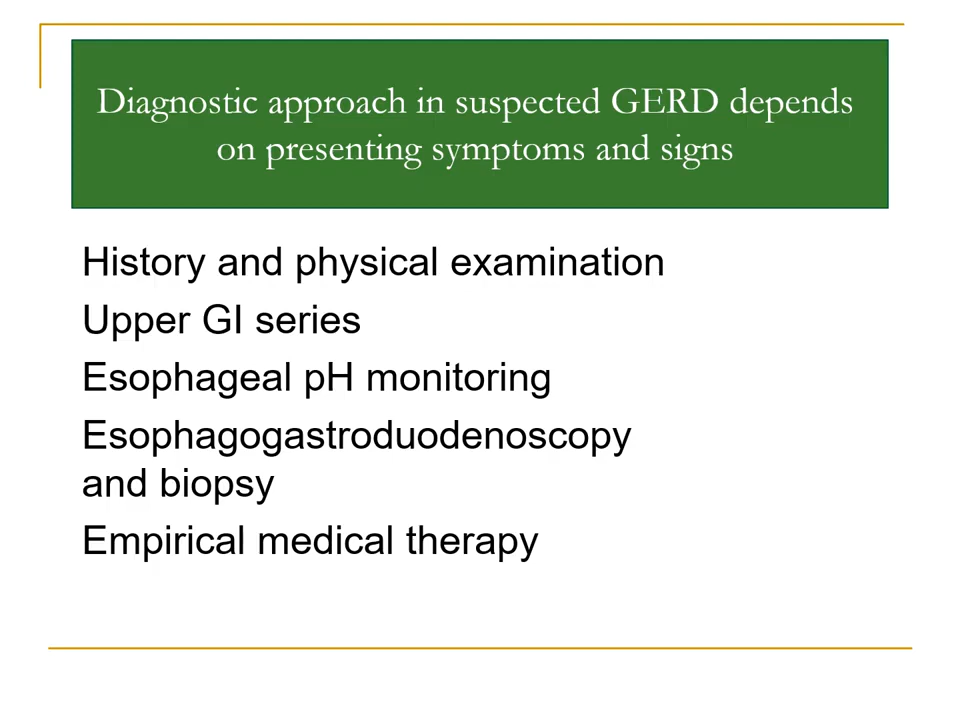 Diagnostic approach in suspected GERD depends
on presenting symptoms and signs
History and physical examination
Upper GI series
Esophageal pH monitoring
Esophagogastroduodenoscopy
and biopsy
Empirical medical therapy